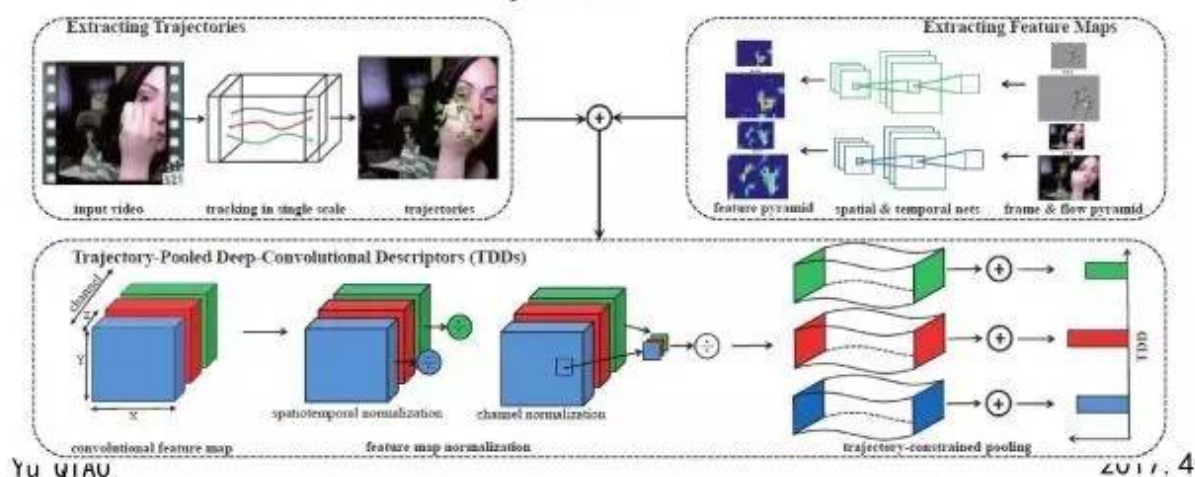 Extracting Trajectories
input video
tracking in single scale
trajectories
Extracting Feature Maps
feature pyramid
spatial & temporal nets
frame & flow pyramid
Trajectory-Pooled Deep-Convolutional Descriptors (TDDs)
channel
Z
Y
X
convolutional feature map
spatiotemporal normalization
channel normalization
feature map normalization
trajectory-constrained pooling
TDD
Yu QIAO
2017.4